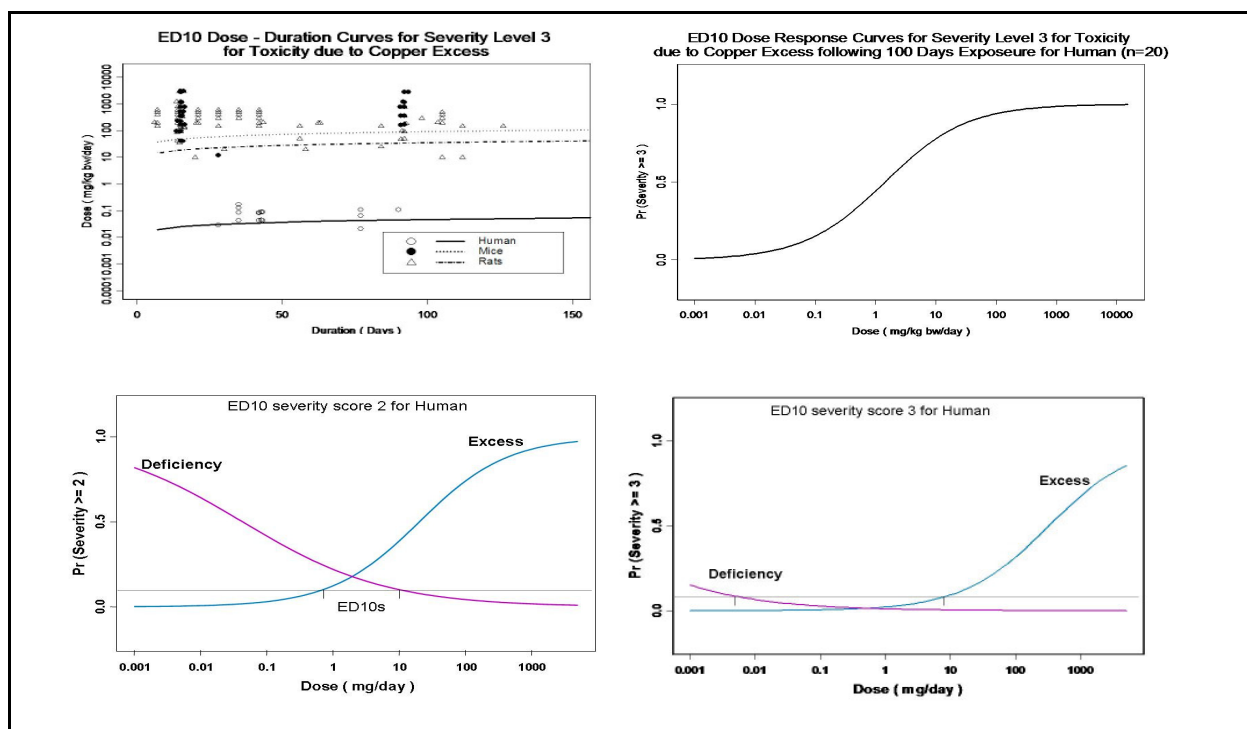 ED10 Dose - Duration Curves for Severity Level 3
for Toxicity due to Copper Excess
Dose ( mg/kg bw/day )
0.0001
0.001
0.01
0.1
1
10
100
1000
10000
Human
Mice
Rats
0
50
100
150
Duration ( Days )
ED10 Dose Response Curves for Severity Level 3 for Toxicity
due to Copper Excess following 100 Days Exposeure for Human (n=20)
Pr (Severity >= 3)
1.0
0.5
0.0
0.001 0.01 0.1 1 10 100 1000 10000
Dose ( mg/kg bw/day )
ED10 severity score 2 for Human
Pr (Severity >= 2)
1.0
0.5
0.0
Deficiency
Excess
ED10s
0.001 0.01 0.1 1 10 100 1000
Dose ( mg/day )
ED10 severity score 3 for Human
Pr (Severity >= 3)
1.0
0.5
0.0
Excess
Deficiency
0.001 0.01 0.1 1 10 100 1000
Dose ( mg/day )